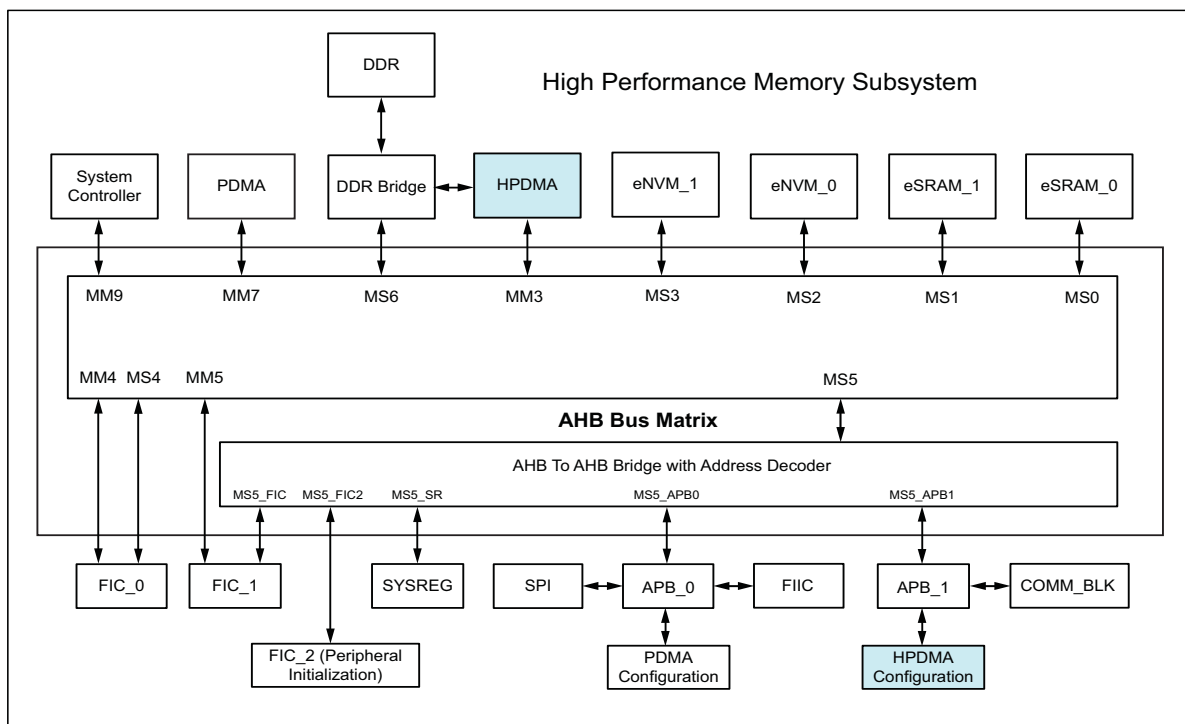 DDR
High Performance Memory Subsystem
System
Controller
PDMA
DDR Bridge
HPDMA
eNVM_1
eNVM_0
eSRAM_1
eSRAM_0
MM9
MM7
MS6
MM3
MS3
MS2
MS1
MS0
MM4
MS4
MM5
MS5
AHB Bus Matrix
AHB To AHB Bridge with Address Decoder
MS5_FIC
MS5_FIC2
MS5_SR
MS5_APB0
MS5_APB1
FIC_0
FIC_1
SYSREG
SPI
APB_0
FIIC
APB_1
COMM_BLK
FIC_2 (Peripheral
Initialization)
PDMA
Configuration
HPDMA
Configuration